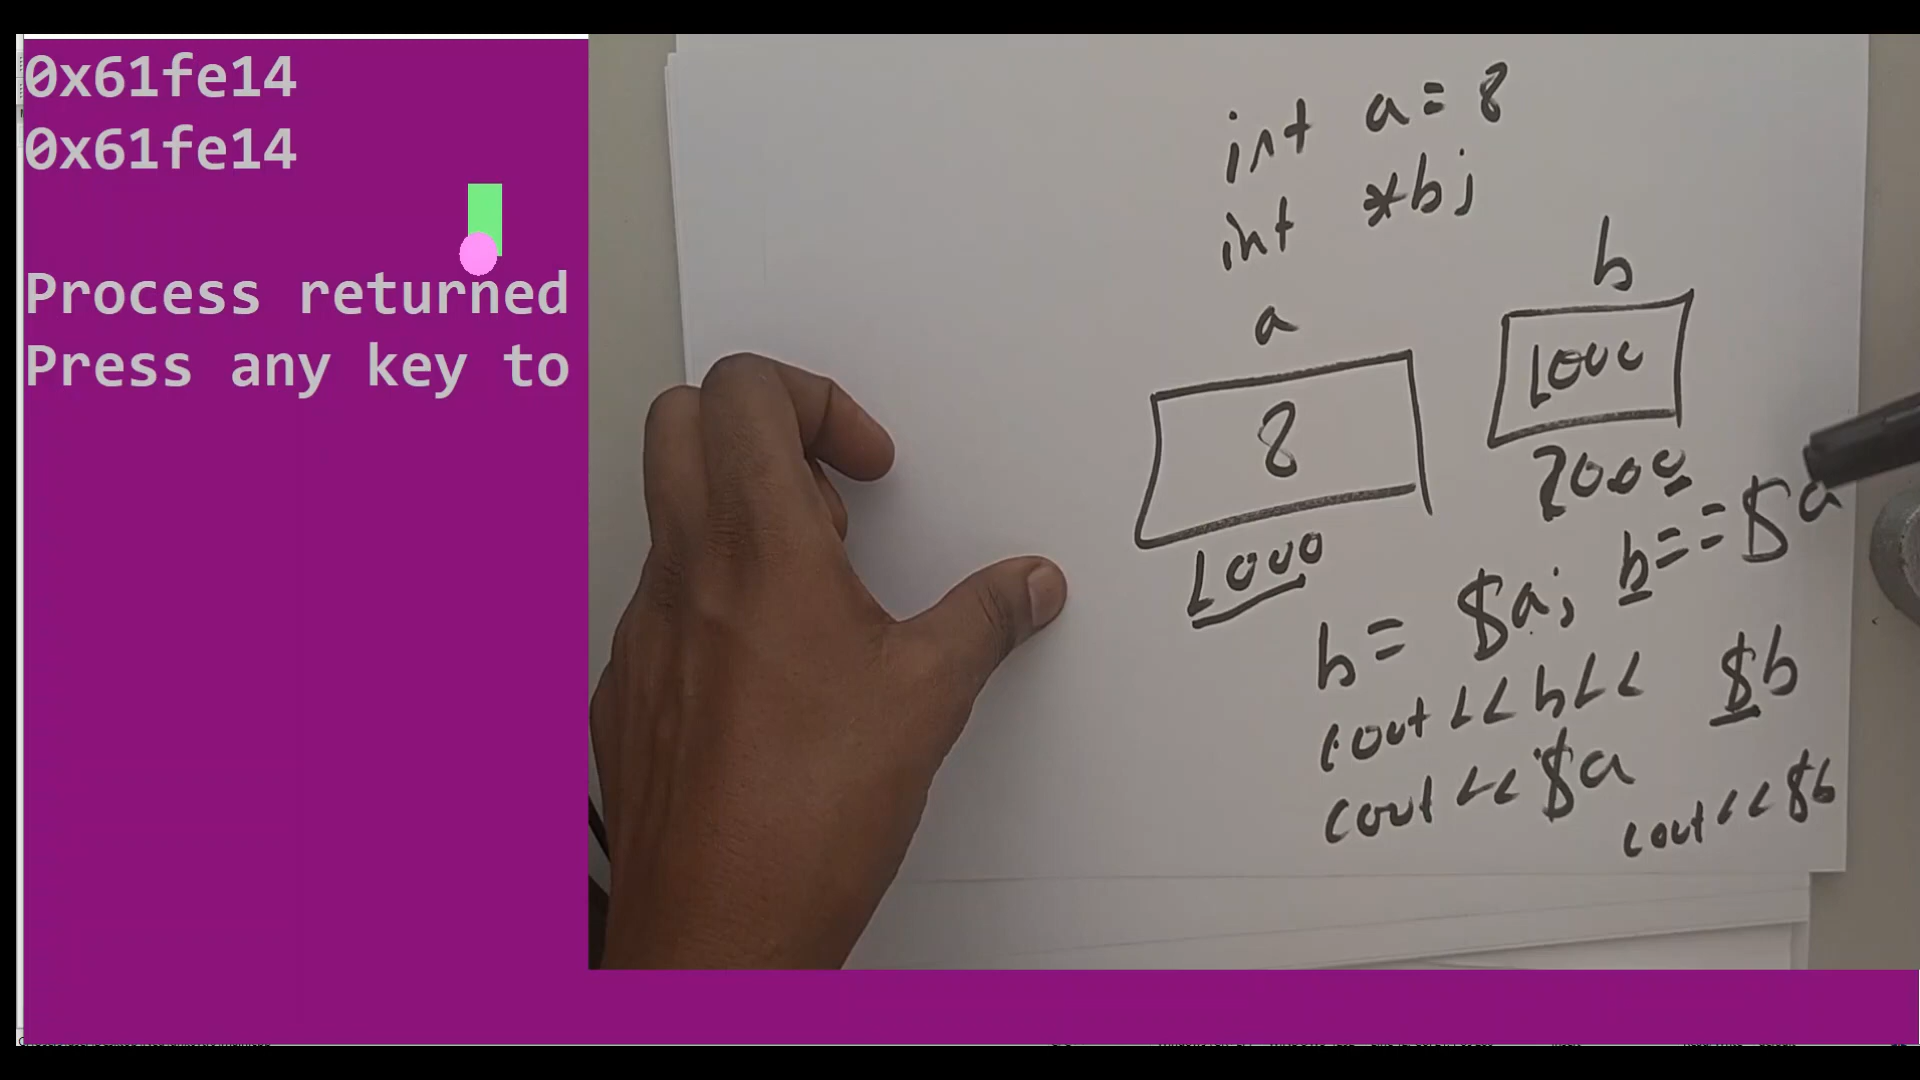 0x61fe14
0x61fe14
Process returned
Press any key to
int a = 8
int *b;
a
b
8
1000
1000
2000
b == $a
b = $a;
cout << b << $b
cout << $a
cout << $b